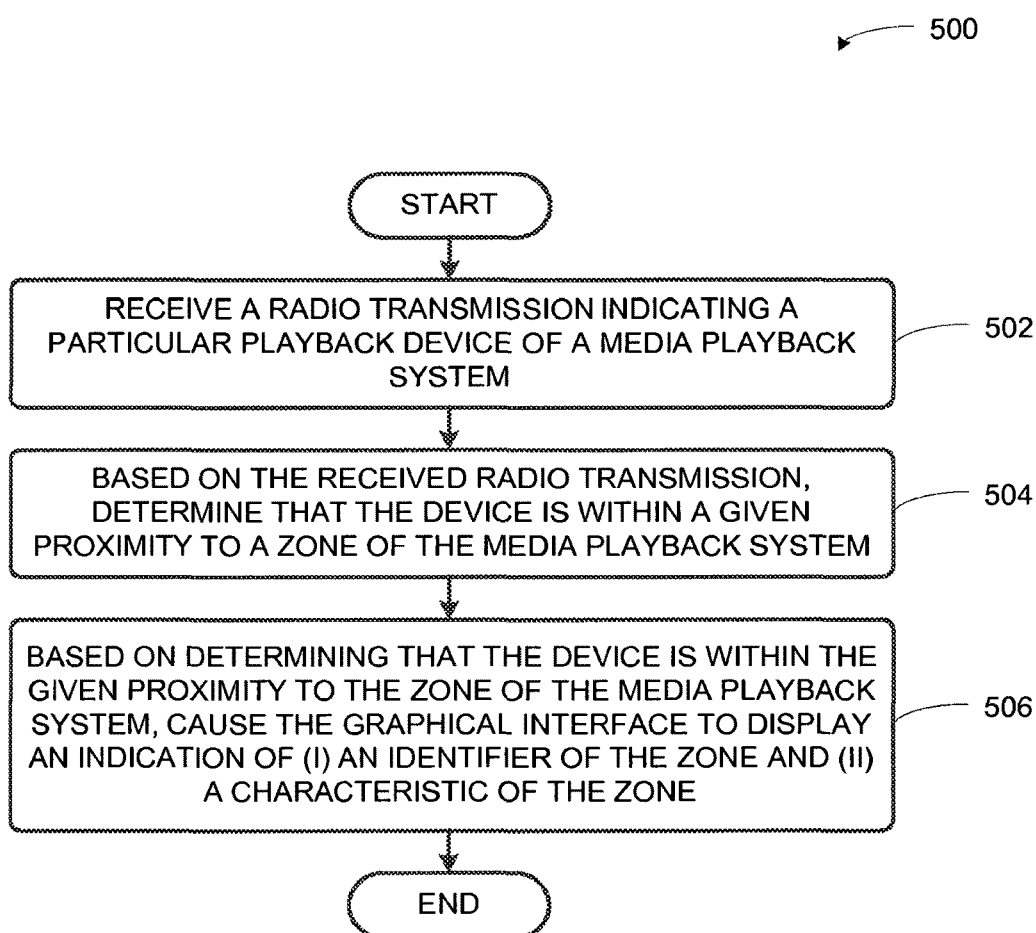 500
START
RECEIVE A RADIO TRANSMISSION INDICATING A
PARTICULAR PLAYBACK DEVICE OF A MEDIA PLAYBACK
SYSTEM
502
BASED ON THE RECEIVED RADIO TRANSMISSION,
DETERMINE THAT THE DEVICE IS WITHIN A GIVEN
PROXIMITY TO A ZONE OF THE MEDIA PLAYBACK SYSTEM
504
BASED ON DETERMINING THAT THE DEVICE IS WITHIN THE
GIVEN PROXIMITY TO THE ZONE OF THE MEDIA PLAYBACK
SYSTEM, CAUSE THE GRAPHICAL INTERFACE TO DISPLAY
AN INDICATION OF (I) AN IDENTIFIER OF THE ZONE AND (II)
A CHARACTERISTIC OF THE ZONE
506
END